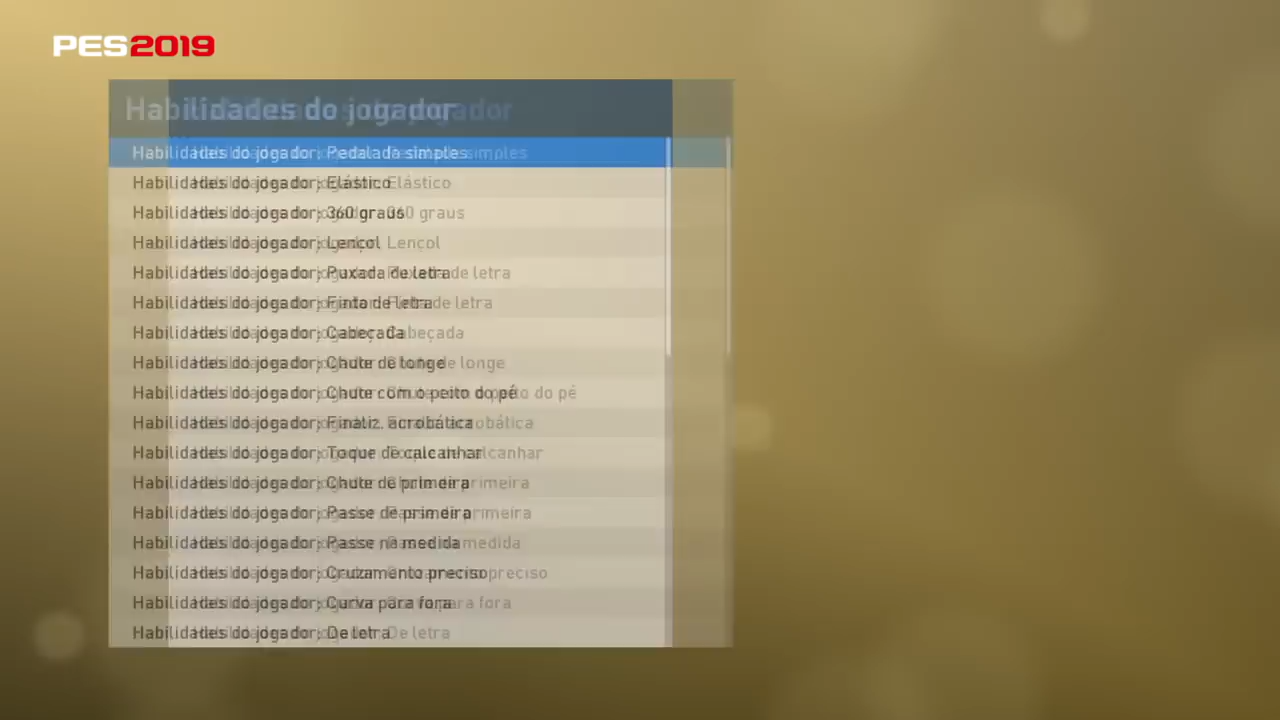 PES2019
Habilidades do jogador
Habilidades do jogador: Pedalada simples
Habilidades do jogador: Elástico
Habilidades do jogador: 360 graus
Habilidades do jogador: Lençol
Habilidades do jogador: Puxada de letra
Habilidades do jogador: Finta de letra
Habilidades do jogador: Cabeçada
Habilidades do jogador: Chute de longe
Habilidades do jogador: Chute com o peito do pé
Habilidades do jogador: Finaliz. acrobática
Habilidades do jogador: Toque de calcanhar
Habilidades do jogador: Chute de primeira
Habilidades do jogador: Passe de primeira
Habilidades do jogador: Passe na medida
Habilidades do jogador: Cruzamento preciso
Habilidades do jogador: Curva para fora
Habilidades do jogador: De letra